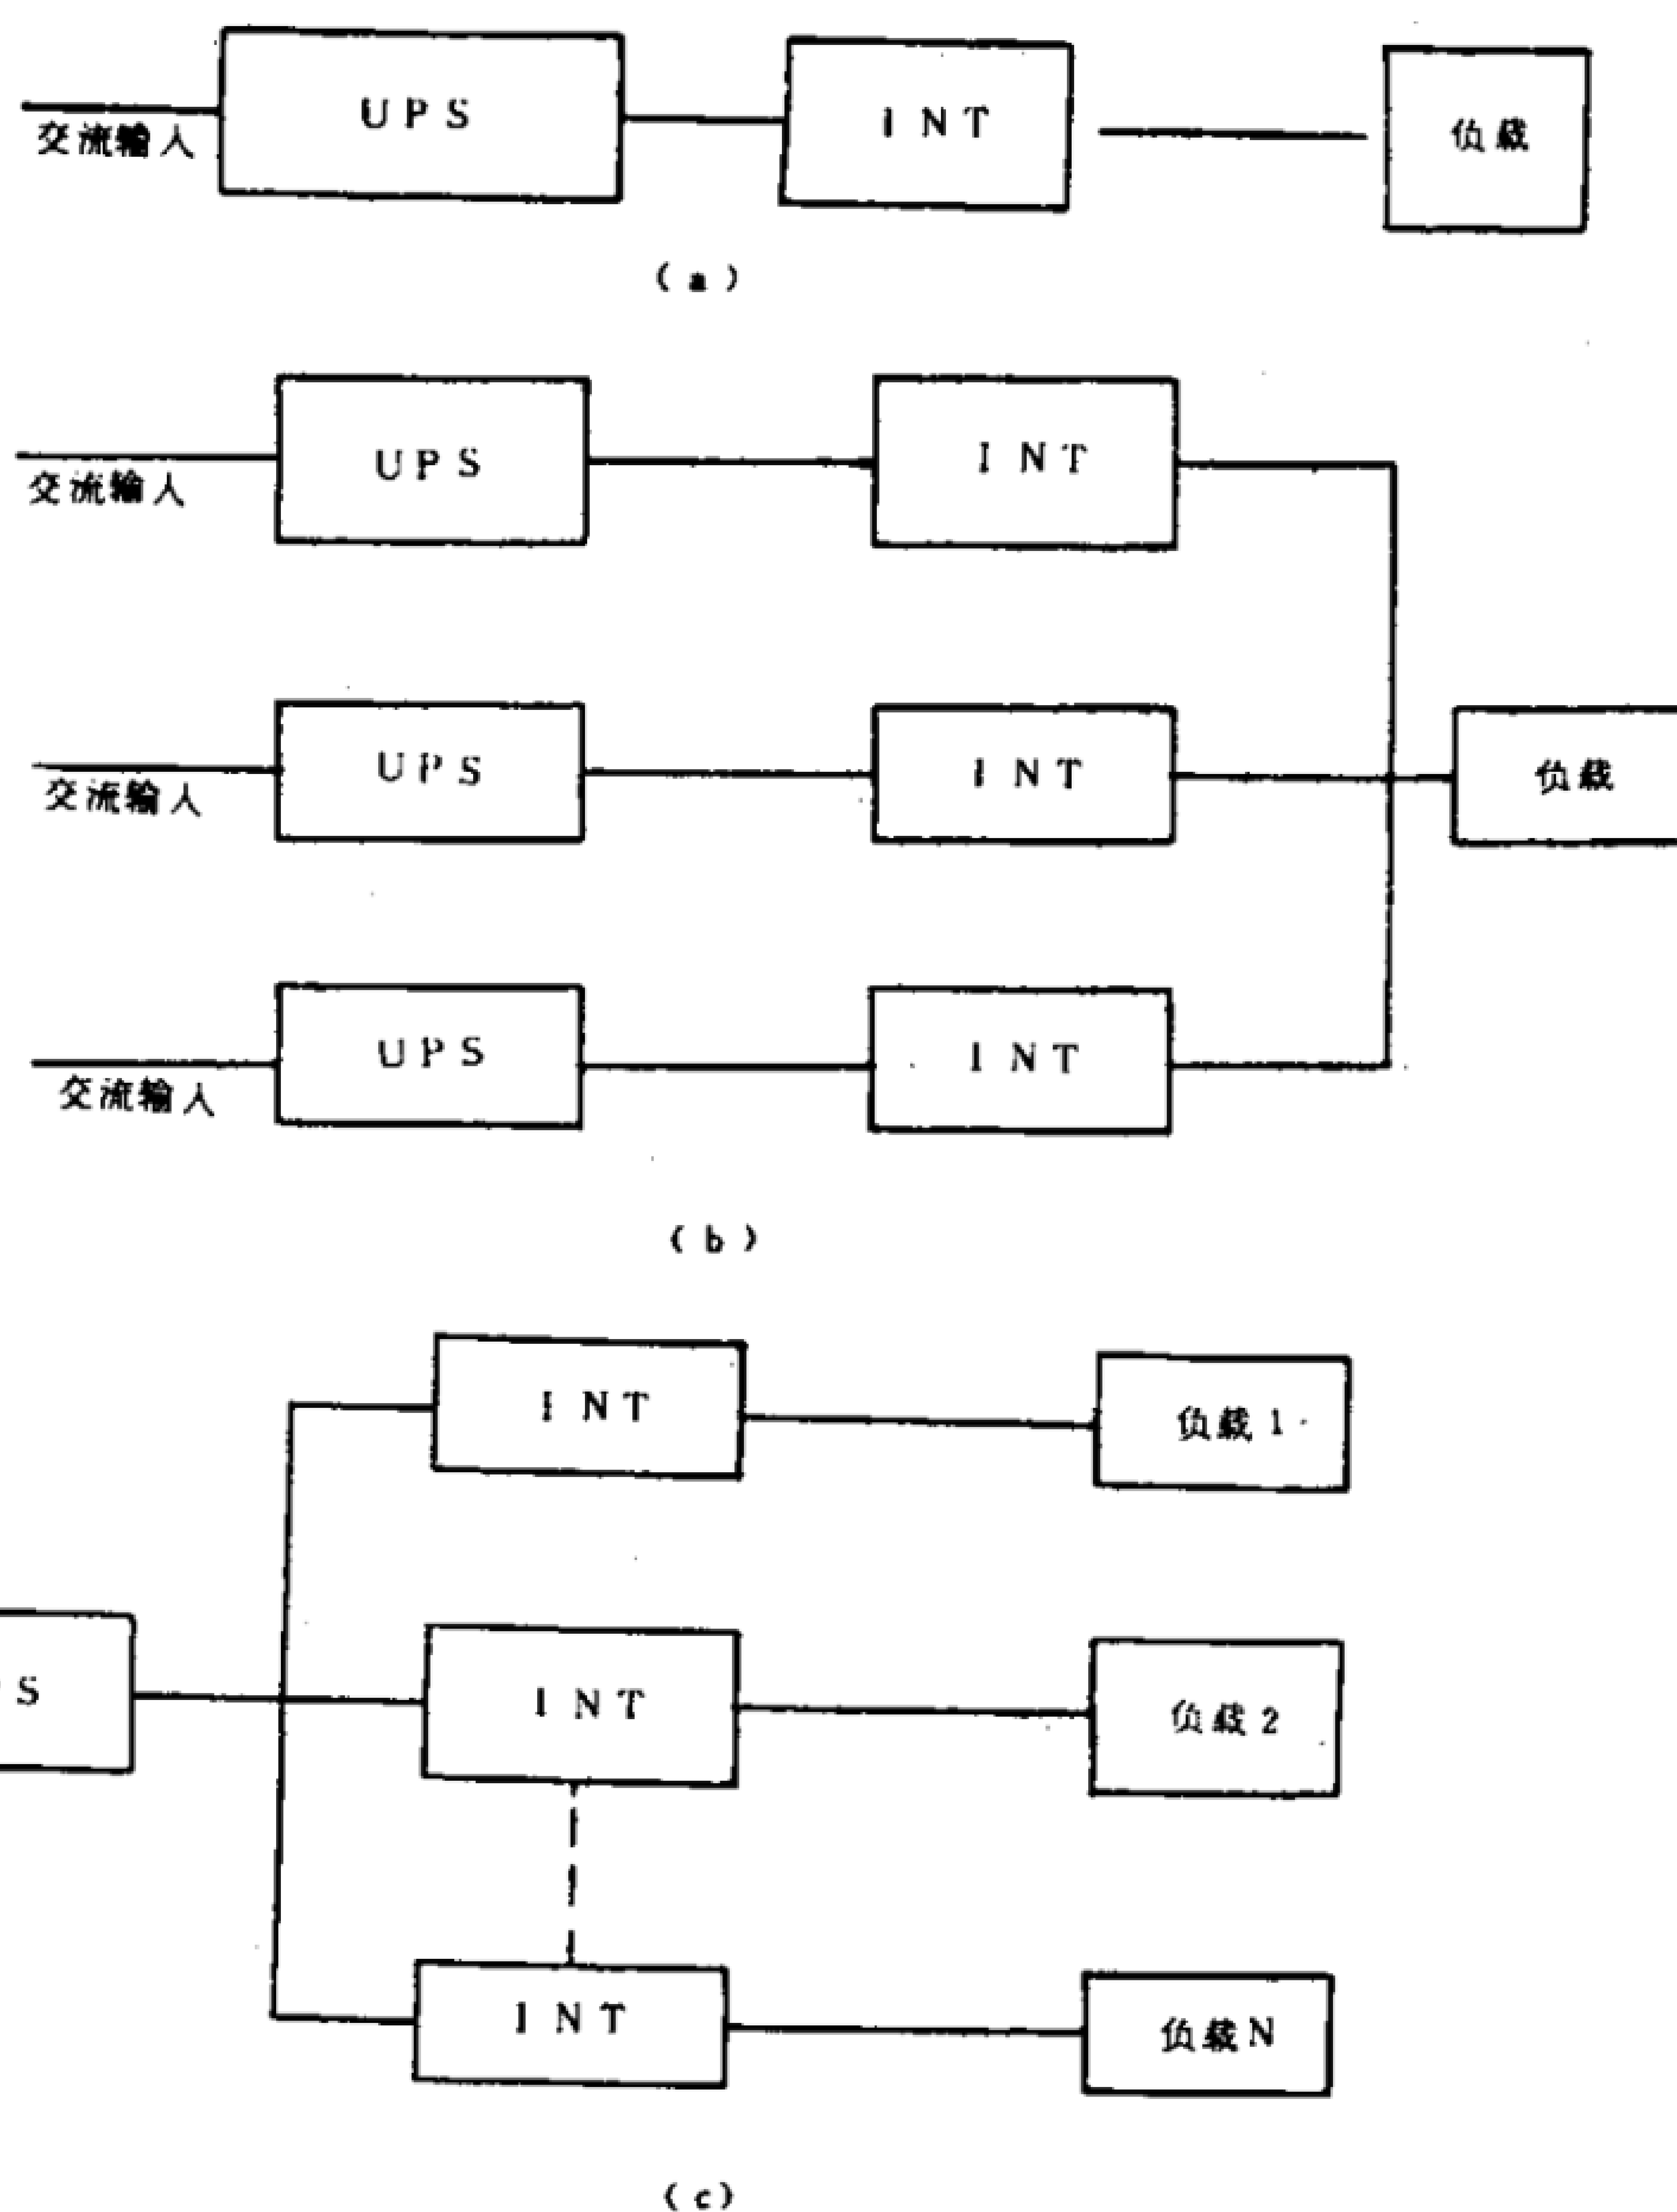 UPS INT 负载
交流输入
(a)
UPS INT
交流输入
UPS INT 负载
交流输入
UPS INT
交流输入
(b)
INT 负载1
S INT 负载2
INT 负载N
(c)